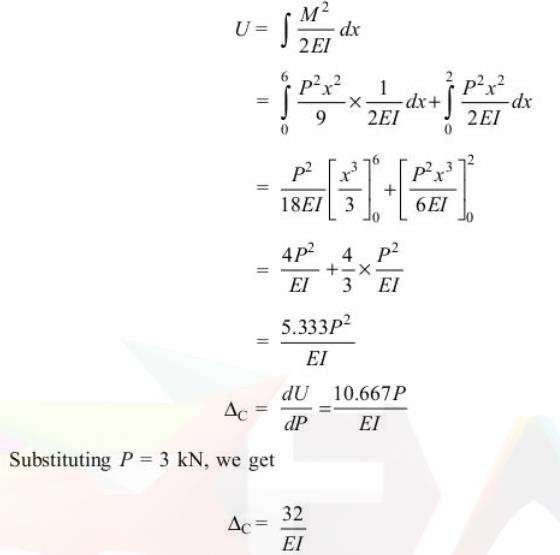 U = ∫ M²/2EI dx
= ∫₀⁶ P²x²/9 × 1/2EI dx + ∫₀² P²x²/2EI dx
= P²/18EI [x³/3]₀⁶ + [P²x³/6EI]₀²
= 4P²/EI + 4/3 × P²/EI
= 5.333P²/EI
Δ_C = dU/dP = 10.667P/EI
Substituting P = 3 kN, we get
Δ_C = 32/EI